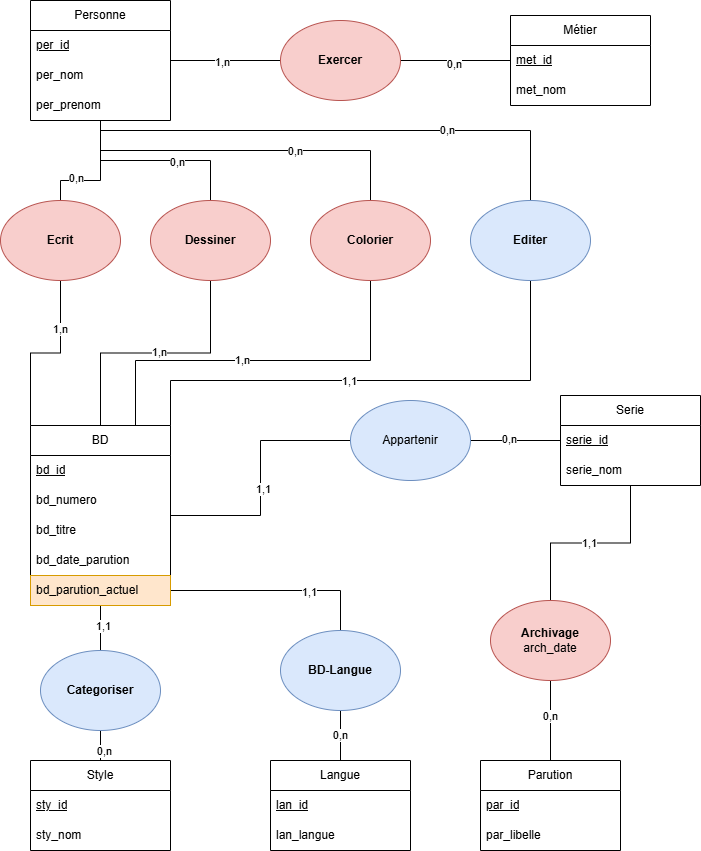 Personne
per_id
per_nom
per_prenom
1,n
Exercer
0,n
Métier
met_id
met_nom
0,n
0,n
0,n
0,n
Ecrit
Dessiner
Colorier
Editer
1,n
1,n
1,n
1,1
BD
bd_id
bd_numero
bd_titre
bd_date_parution
bd_parution_actuel
1,1
Appartenir
0,n
Serie
serie_id
serie_nom
1,1
Archivage
arch_date
0,n
1,1
Categoriser
0,n
1,1
BD-Langue
0,n
Style
sty_id
sty_nom
Langue
lan_id
lan_langue
Parution
par_id
par_libelle